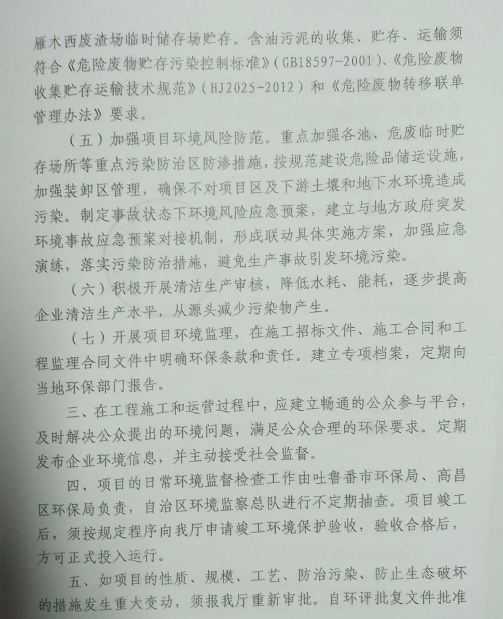 雁木西废渣场临时储存场贮存。含油污泥的收集、贮存、运输须
符合《危险废物贮存污染控制标准》(GB18597-2001)、《危险废物
收集贮存运输技术规范》(HJ2025-2012)和《危险废物转移联单
管理办法》要求。
（五）加强项目环境风险防范。重点加强各池、危废临时贮
存场所等重点污染防治区防渗措施，按规范建设危险品储运设施，
加强装卸区管理，确保不对项目区及下游土壤和地下水环境造成
污染。制定事故状态下环境风险应急预案，建立与地方政府突发
环境事故应急预案对接机制，形成联动具体实施方案，加强应急
演练，落实污染防治措施，避免生产事故引发环境污染。
（六）积极开展清洁生产审核，降低水耗、能耗，逐步提高
企业清洁生产水平，从源头减少污染物产生。
（七）开展项目环境监理，在施工招标文件、施工合同和工
程监理合同文件中明确环保条款和责任。建立专项档案，定期向
当地环保部门报告。
三、在工程施工和运营过程中，应建立畅通的公众参与平台，
及时解决公众提出的环境问题，满足公众合理的环保要求。定期
发布企业环境信息，并主动接受社会监督。
四、项目的日常环境监督检查工作由吐鲁番市环保局、高昌
区环保局负责，自治区环境监察总队进行不定期抽查。项目竣工
后，须按规定程序向我厅申请竣工环境保护验收，验收合格后，
方可正式投入运行。
五、如项目的性质、规模、工艺、防治污染、防止生态破坏
的措施发生重大变动，须报我厅重新审批。自环评批复文件批准